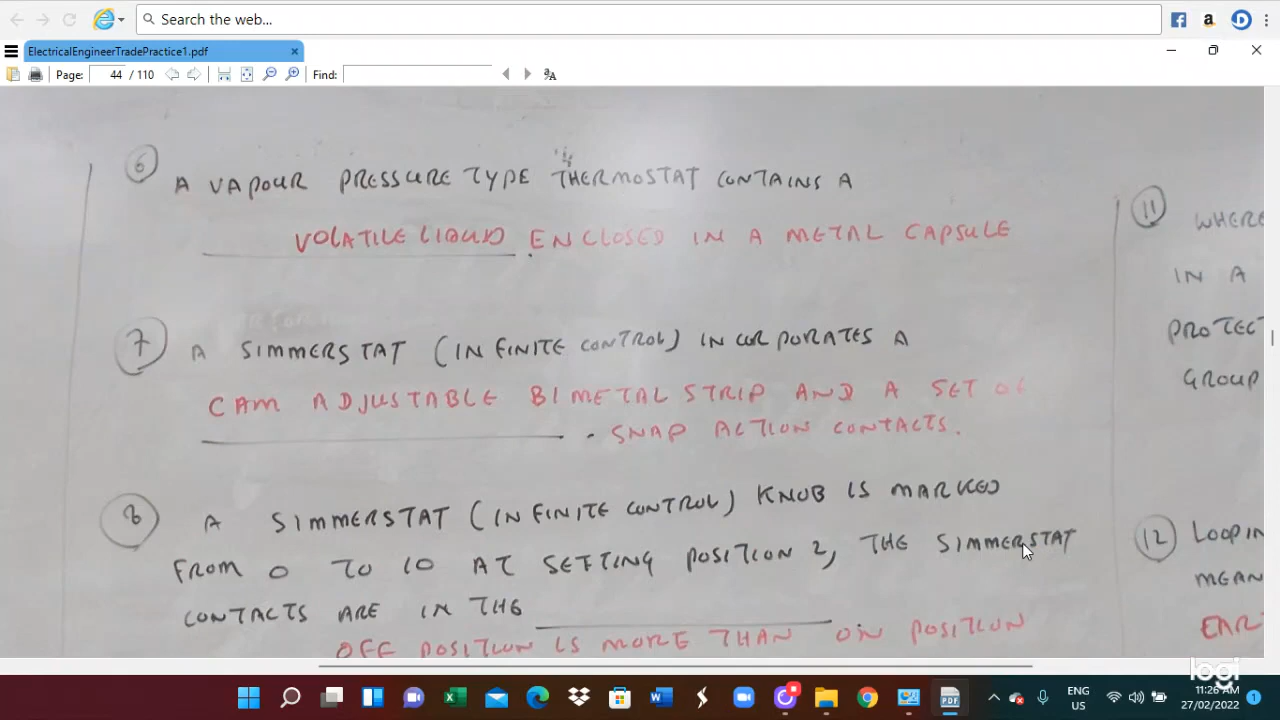 Search the web...
ElectricalEngineerTradePractice1.pdf
Page: 44 / 110
Find:
6 A VAPOUR PRESSURE TYPE THERMOSTAT CONTAINS A
VOLATILE LIQUID ENCLOSED IN A METAL CAPSULE
7 A SIMMERSTAT (INFINITE CONTROL) INCORPORATES A
CAM ADJUSTABLE BIMETAL STRIP AND A SET OF
SNAP ACTION CONTACTS.
8 A SIMMERSTAT (INFINITE CONTROL) KNOB IS MARKED
FROM 0 TO 10 AT SETTING POSITION 2, THE SIMMERSTAT
CONTACTS ARE IN THE
OFF POSITION IS MORE THAN ON POSITION
11 WHERE
IN A
PROTECT
GROUP
12 LOOPIN
MEAN
EAR
logi
ENG
US
11:26 AM
27/02/2022